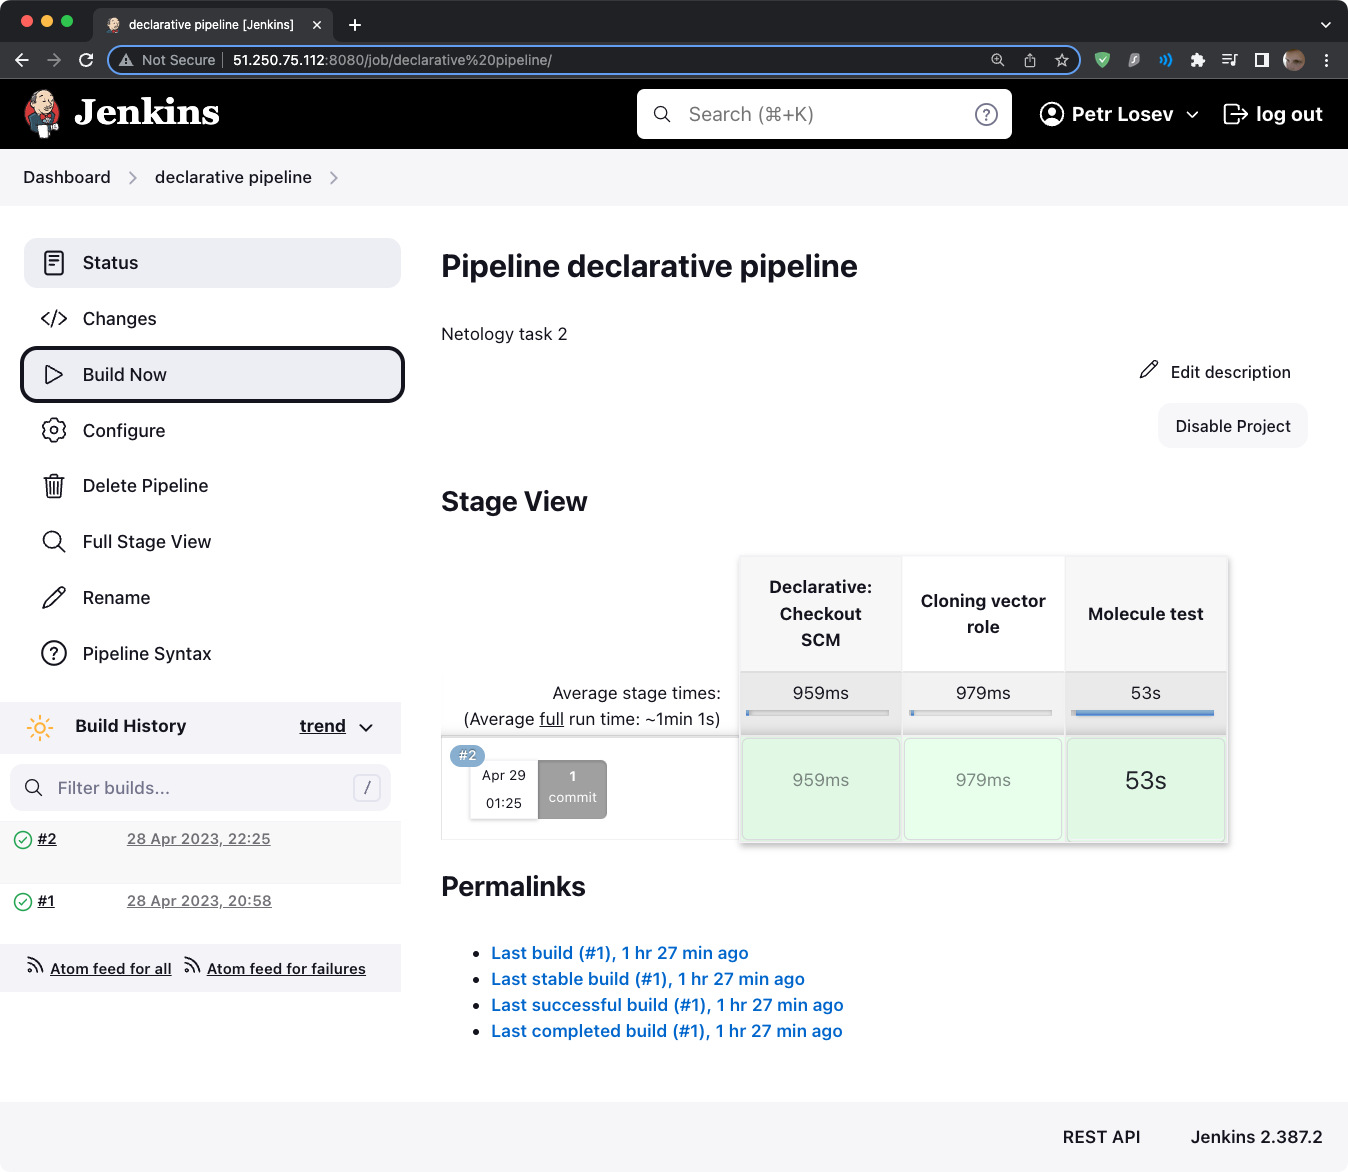 declarative pipeline [Jenkins]
Not Secure
51.250.75.112:8080/job/declarative%20pipeline/
Jenkins
Search (⌘+K)
?
Petr Losev
log out
Dashboard
declarative pipeline
Status
Changes
Build Now
Configure
Delete Pipeline
Full Stage View
Rename
Pipeline Syntax
Build History
trend
Filter builds...
/
#2
28 Apr 2023, 22:25
#1
28 Apr 2023, 20:58
Atom feed for all
Atom feed for failures
Pipeline declarative pipeline
Netology task 2
Edit description
Disable Project
Stage View
Declarative:
Checkout
SCM
Cloning vector
role
Molecule test
Average stage times:
(Average full run time: ~1min 1s)
959ms
979ms
53s
#2
Apr 29
01:25
1
commit
959ms
979ms
53s
Permalinks
Last build (#1), 1 hr 27 min ago
Last stable build (#1), 1 hr 27 min ago
Last successful build (#1), 1 hr 27 min ago
Last completed build (#1), 1 hr 27 min ago
REST API
Jenkins 2.387.2